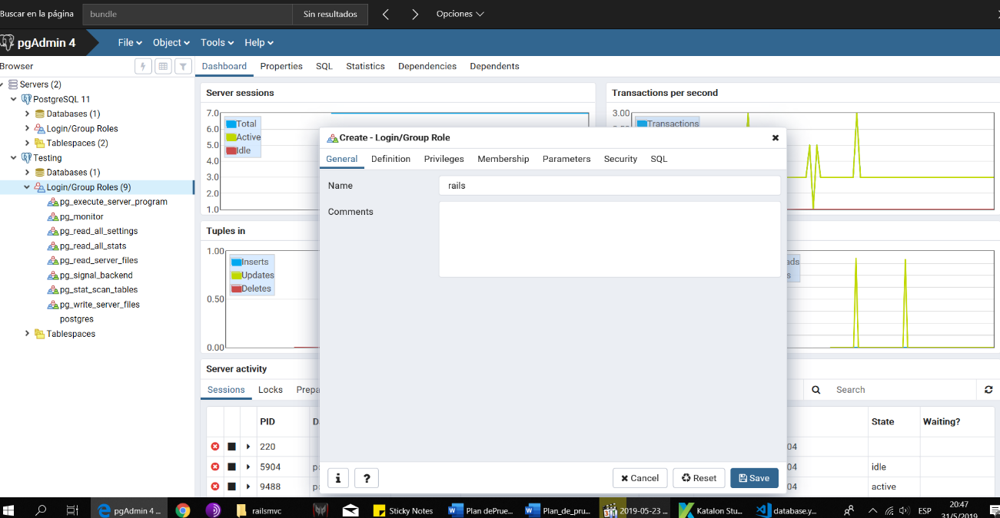 Buscar en la página bundle Sin resultados Opciones
pgAdmin 4 File Object Tools Help
Browser Dashboard Properties SQL Statistics Dependencies Dependents
Servers (2)
PostgreSQL 11
Databases (1)
Login/Group Roles
Tablespaces (2)
Testing
Databases (1)
Login/Group Roles (9)
pg_execute_server_program
pg_monitor
pg_read_all_settings
pg_read_all_stats
pg_read_server_files
pg_signal_backend
pg_stat_scan_tables
pg_write_server_files
postgres
Tablespaces
Server sessions
7.0
6.0
5.0
4.0
3.0
2.0
1.0
Total
Active
Idle
Transactions per second
3.00
Transactions
Create - Login/Group Role
General Definition Privileges Membership Parameters Security SQL
Name rails
Comments
Cancel Reset Save
Tuples in
1.00
0.50
0.00
Inserts
Updates
Deletes
ads
s
Server activity
Sessions Locks Prepa
Search
PID D State Waiting?
220 04
5904 ps 04 idle
9488 ps 04 active
pgAdmin 4 ... railsmvc Sticky Notes Plan dePrue... Plan_de_pru... 2019-05-23 ... Katalon Stu... database.y... ESP 20:47
31/5/2019